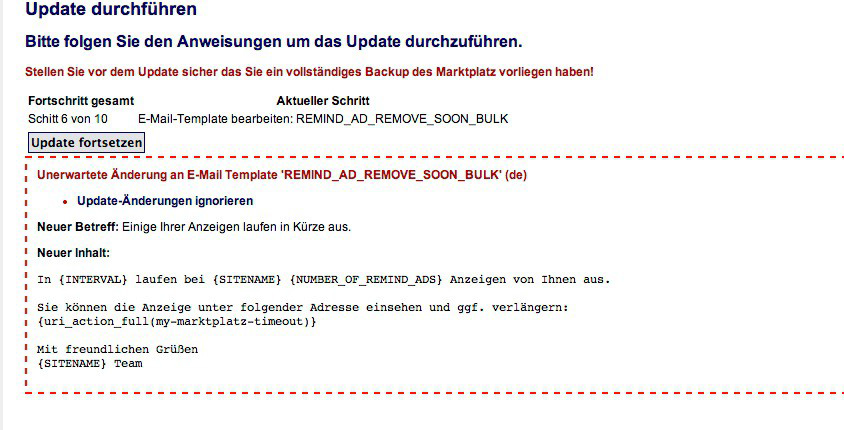 Update durchführen
Bitte folgen Sie den Anweisungen um das Update durchzuführen.
Stellen Sie vor dem Update sicher das Sie ein vollständiges Backup des Marktplatz vorliegen haben!
Fortschritt gesamt Aktueller Schritt
Schitt 6 von 10 E-Mail-Template bearbeiten: REMIND_AD_REMOVE_SOON_BULK
Update fortsetzen
Unerwartete Änderung an E-Mail Template 'REMIND_AD_REMOVE_SOON_BULK' (de)
• Update-Änderungen ignorieren
Neuer Betreff: Einige Ihrer Anzeigen laufen in Kürze aus.
Neuer Inhalt:
In {INTERVAL} laufen bei {SITENAME} {NUMBER_OF_REMIND_ADS} Anzeigen von Ihnen aus.
Sie können die Anzeige unter folgender Adresse einsehen und ggf. verlängern:
{uri_action_full(my-marktplatz-timeout)}
Mit freundlichen Grüßen
{SITENAME} Team